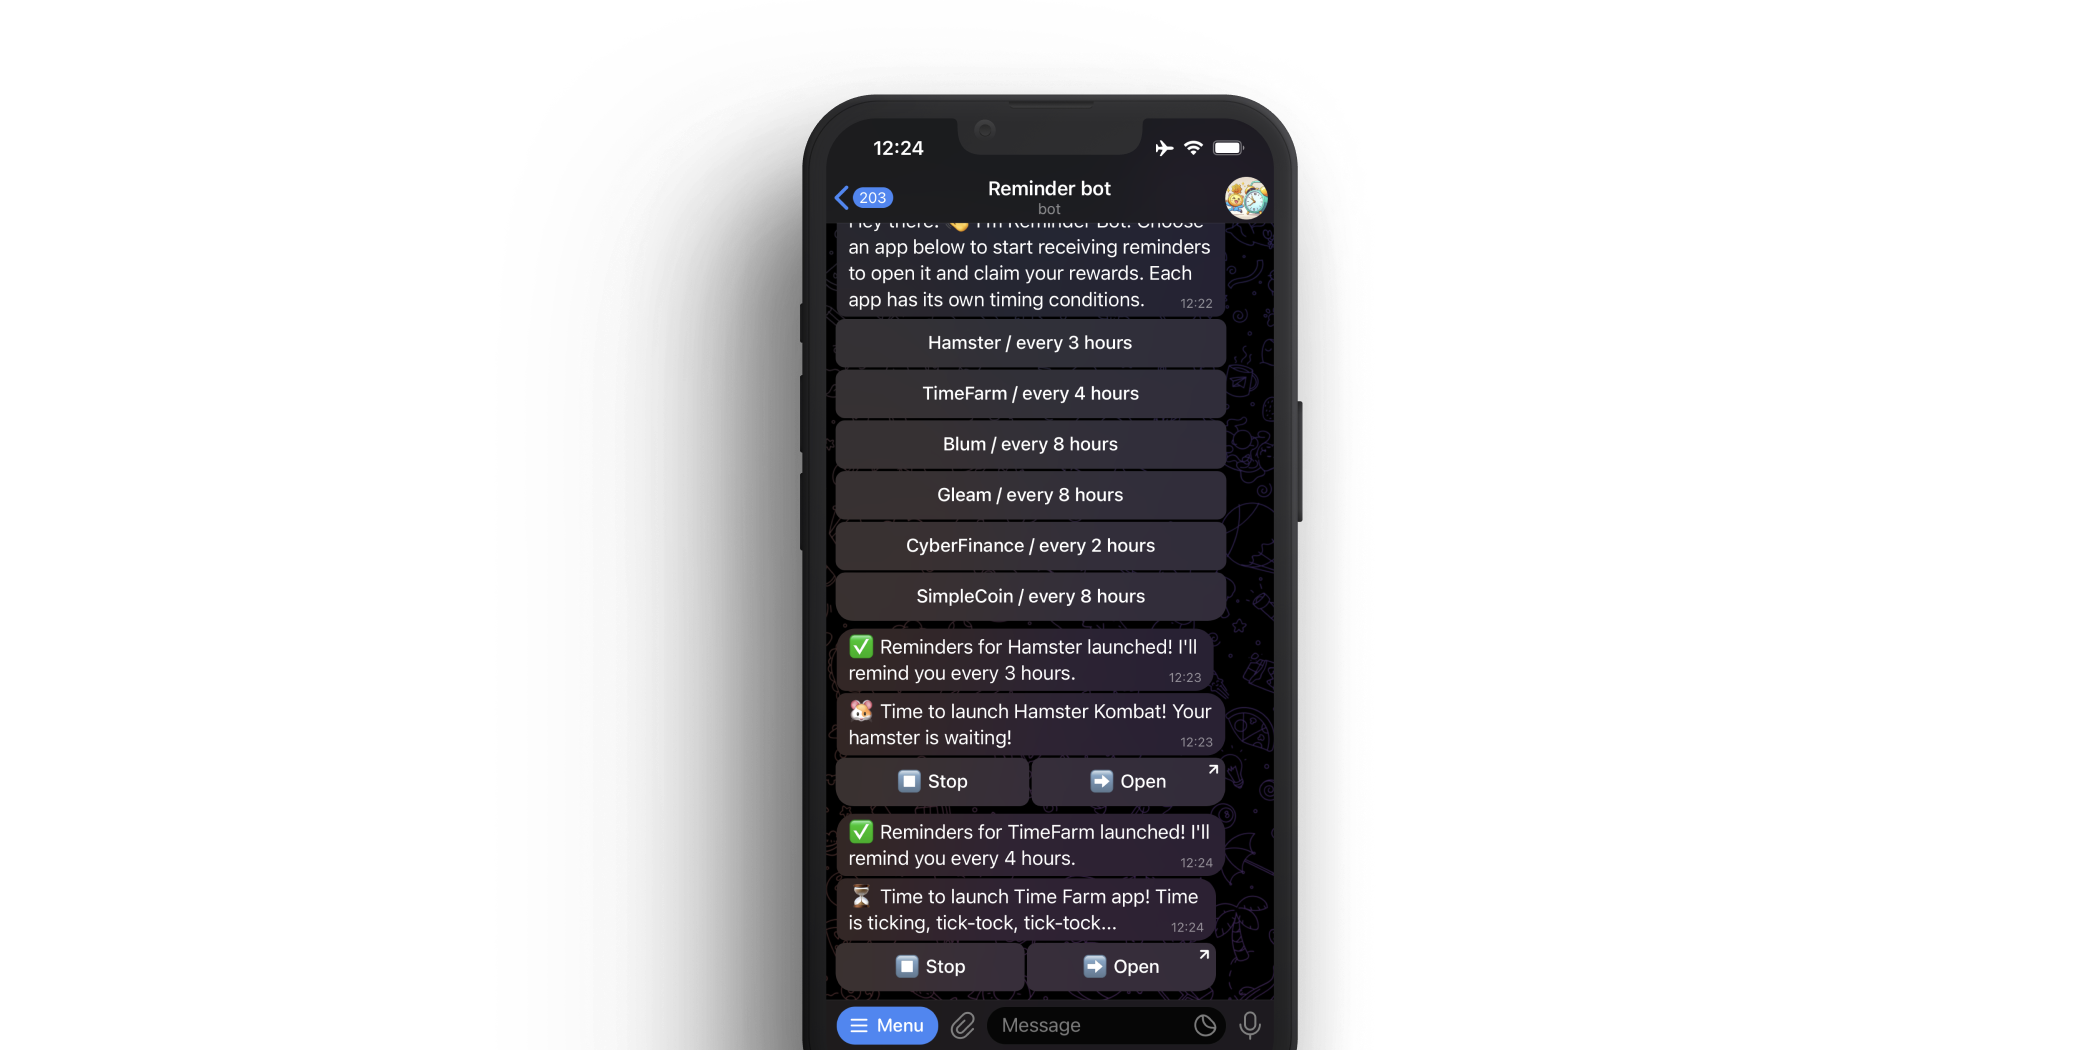 12:24
203
Reminder bot
bot
Hey there! 👋 I'm Reminder Bot! Choose
an app below to start receiving reminders
to open it and claim your rewards. Each
app has its own timing conditions.
12:22
Hamster / every 3 hours
TimeFarm / every 4 hours
Blum / every 8 hours
Gleam / every 8 hours
CyberFinance / every 2 hours
SimpleCoin / every 8 hours
✅ Reminders for Hamster launched! I'll
remind you every 3 hours.
12:23
🐹 Time to launch Hamster Kombat! Your
hamster is waiting!
12:23
⏹ Stop
➡ Open
✅ Reminders for TimeFarm launched! I'll
remind you every 4 hours.
12:24
⏳ Time to launch Time Farm app! Time
is ticking, tick-tock, tick-tock...
12:24
⏹ Stop
➡ Open
Menu
Message